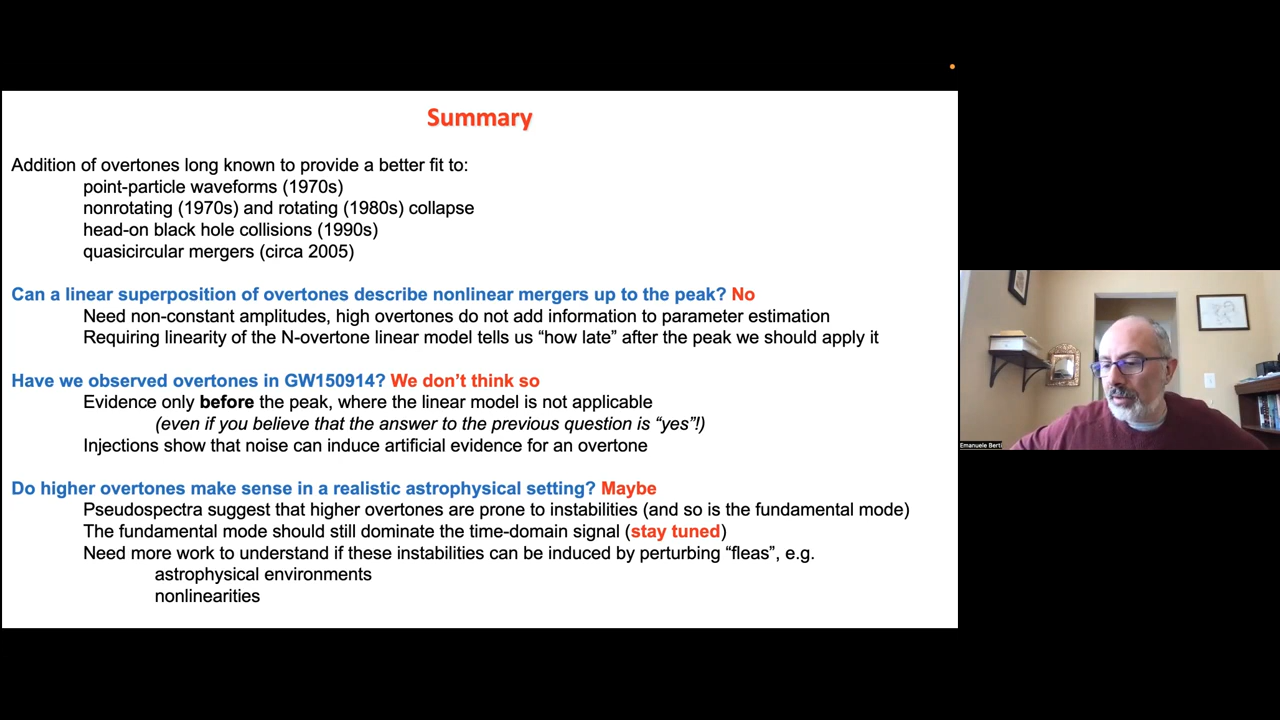 Summary
Addition of overtones long known to provide a better fit to:
point-particle waveforms (1970s)
nonrotating (1970s) and rotating (1980s) collapse
head-on black hole collisions (1990s)
quasicircular mergers (circa 2005)
Can a linear superposition of overtones describe nonlinear mergers up to the peak? No
Need non-constant amplitudes, high overtones do not add information to parameter estimation
Requiring linearity of the N-overtone linear model tells us “how late” after the peak we should apply it
Have we observed overtones in GW150914? We don’t think so
Evidence only before the peak, where the linear model is not applicable
(even if you believe that the answer to the previous question is “yes”!)
Injections show that noise can induce artificial evidence for an overtone
Do higher overtones make sense in a realistic astrophysical setting? Maybe
Pseudospectra suggest that higher overtones are prone to instabilities (and so is the fundamental mode)
The fundamental mode should still dominate the time-domain signal (stay tuned)
Need more work to understand if these instabilities can be induced by perturbing “fleas”, e.g.
astrophysical environments
nonlinearities
Emanuele Berti